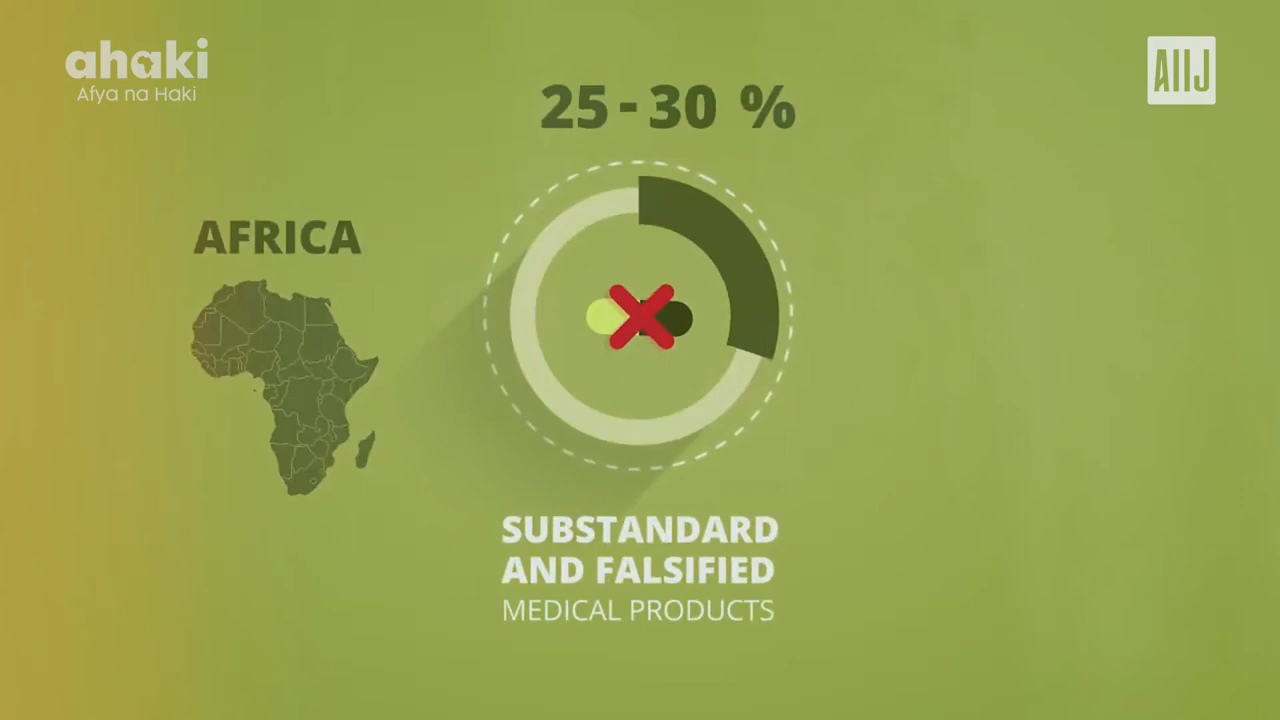 ahaki
Afya na Haki
AIIJ
25-30 %
AFRICA
SUBSTANDARD
AND FALSIFIED
MEDICAL PRODUCTS